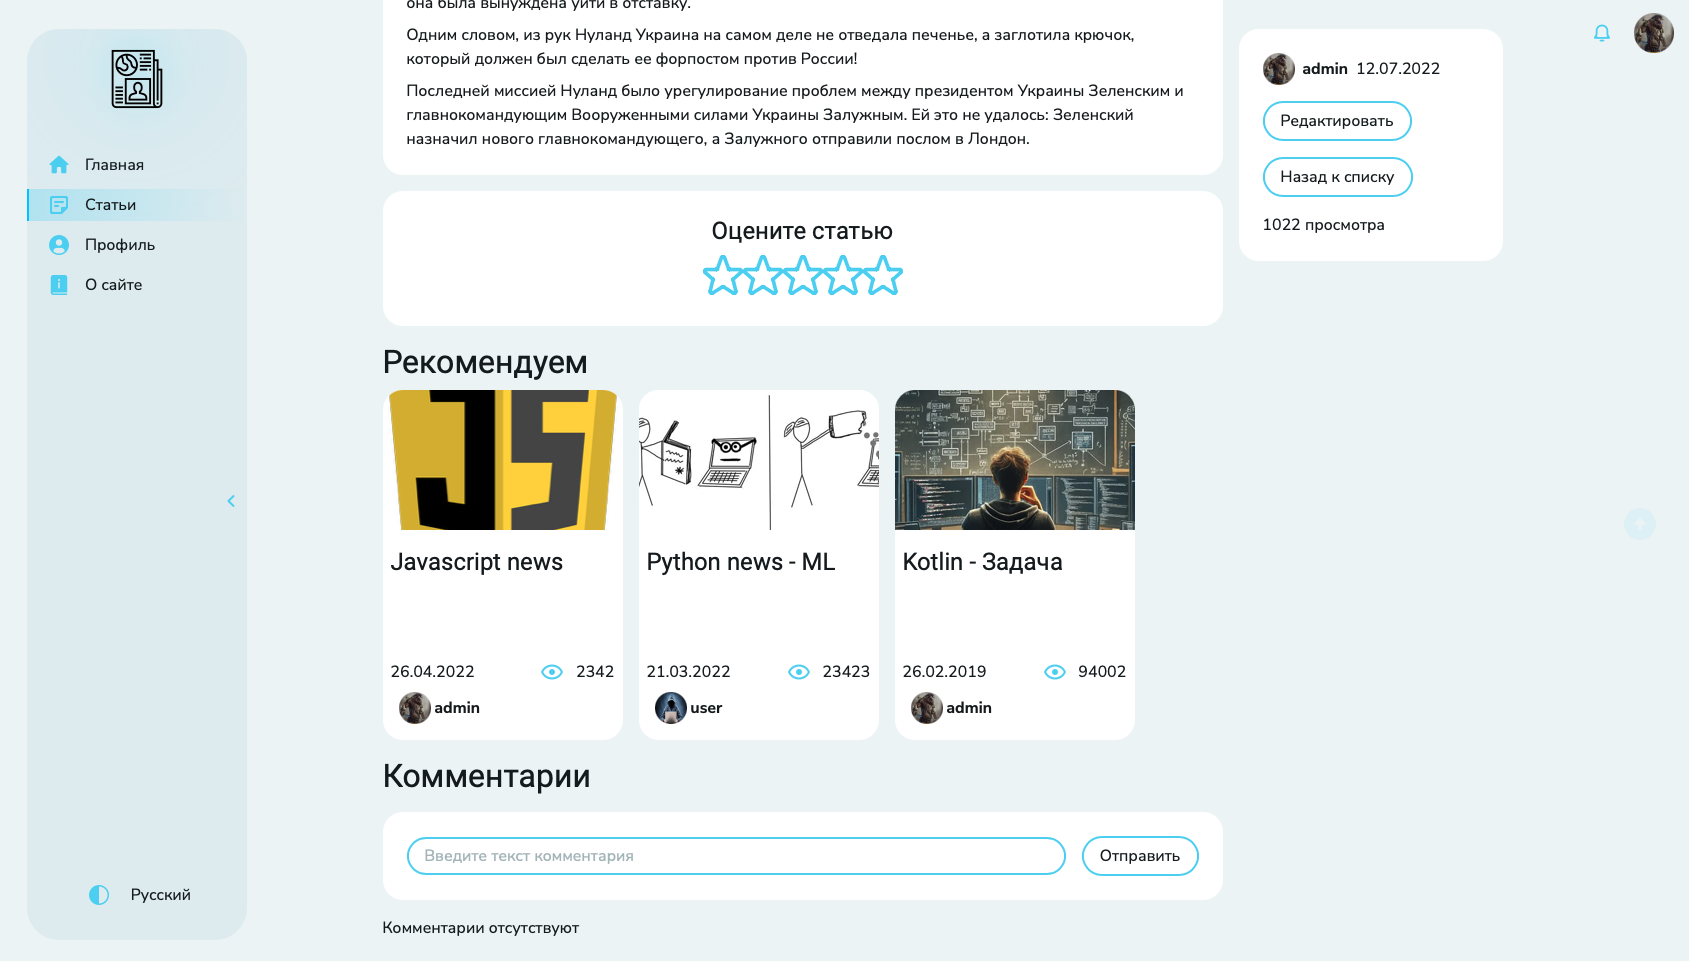 Главная
Статьи
Профиль
О сайте
Русский
она была вынуждена уйти в отставку.
Одним словом, из рук Нуланд Украина на самом деле не отведала печенье, а заглотила крючок,
который должен был сделать ее форпостом против России!
Последней миссией Нуланд было урегулирование проблем между президентом Украины Зеленским и
главнокомандующим Вооруженными силами Украины Залужным. Ей это не удалось: Зеленский
назначил нового главнокомандующего, а Залужного отправили послом в Лондон.
admin 12.07.2022
Редактировать
Назад к списку
1022 просмотра
Оцените статью
Рекомендуем
JS
Javascript news
26.04.2022 2342
admin
Python news - ML
21.03.2022 23423
user
Kotlin - Задача
26.02.2019 94002
admin
Комментарии
Введите текст комментария
Отправить
Комментарии отсутствуют